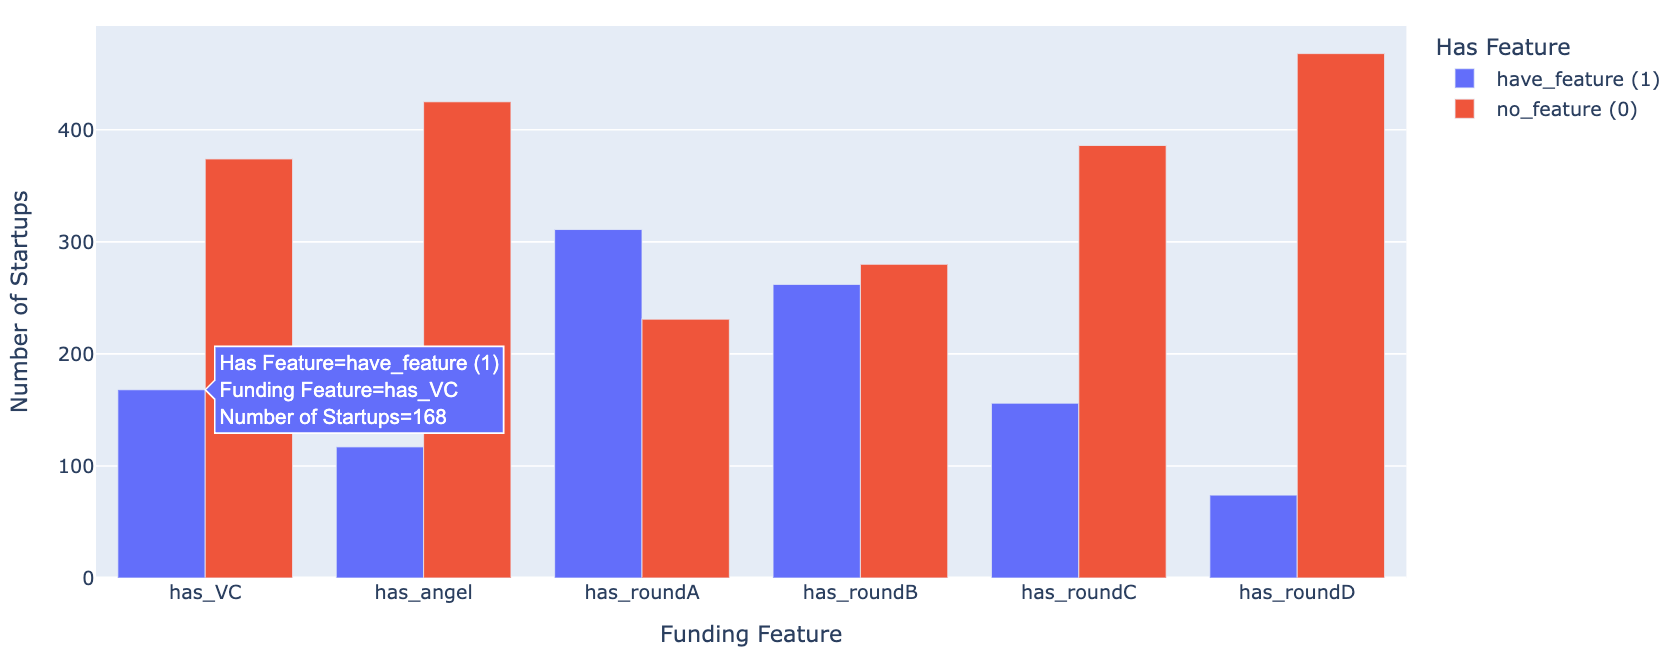 Has Feature
have_feature (1)
no_feature (0)
Number of Startups
400
300
200
100
0
Has Feature=have_feature (1)
Funding Feature=has_VC
Number of Startups=168
has_VC
has_angel
has_roundA
has_roundB
has_roundC
has_roundD
Funding Feature